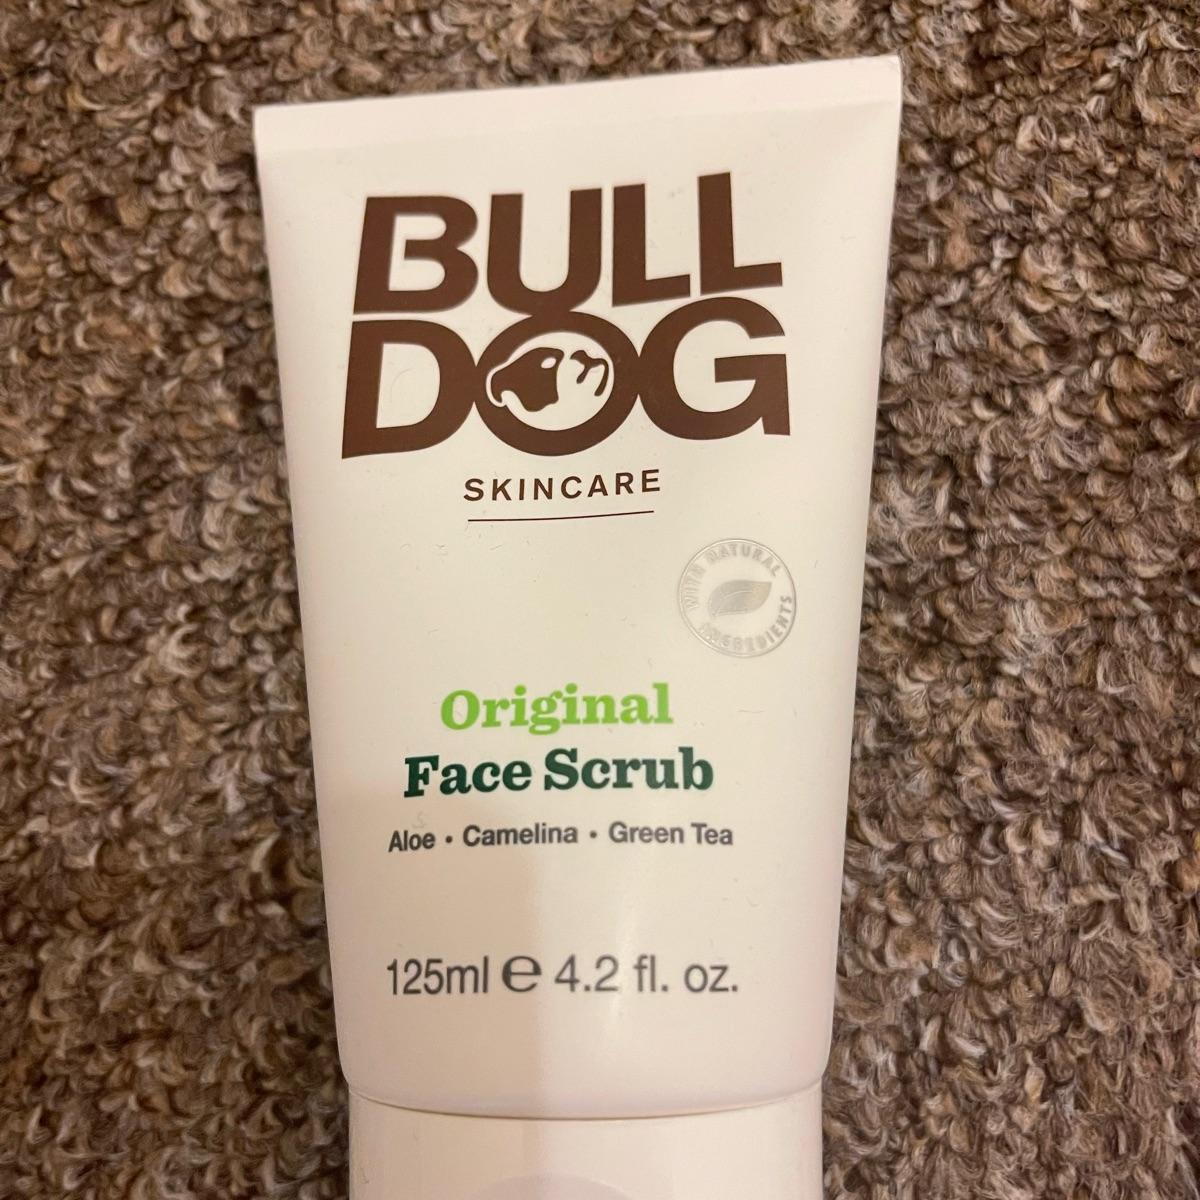 BULL
DOG
SKINCARE
WITH NATURAL
INGREDIENTS
Original
Face Scrub
Aloe • Camelina • Green Tea
125ml ℮ 4.2 fl. oz.